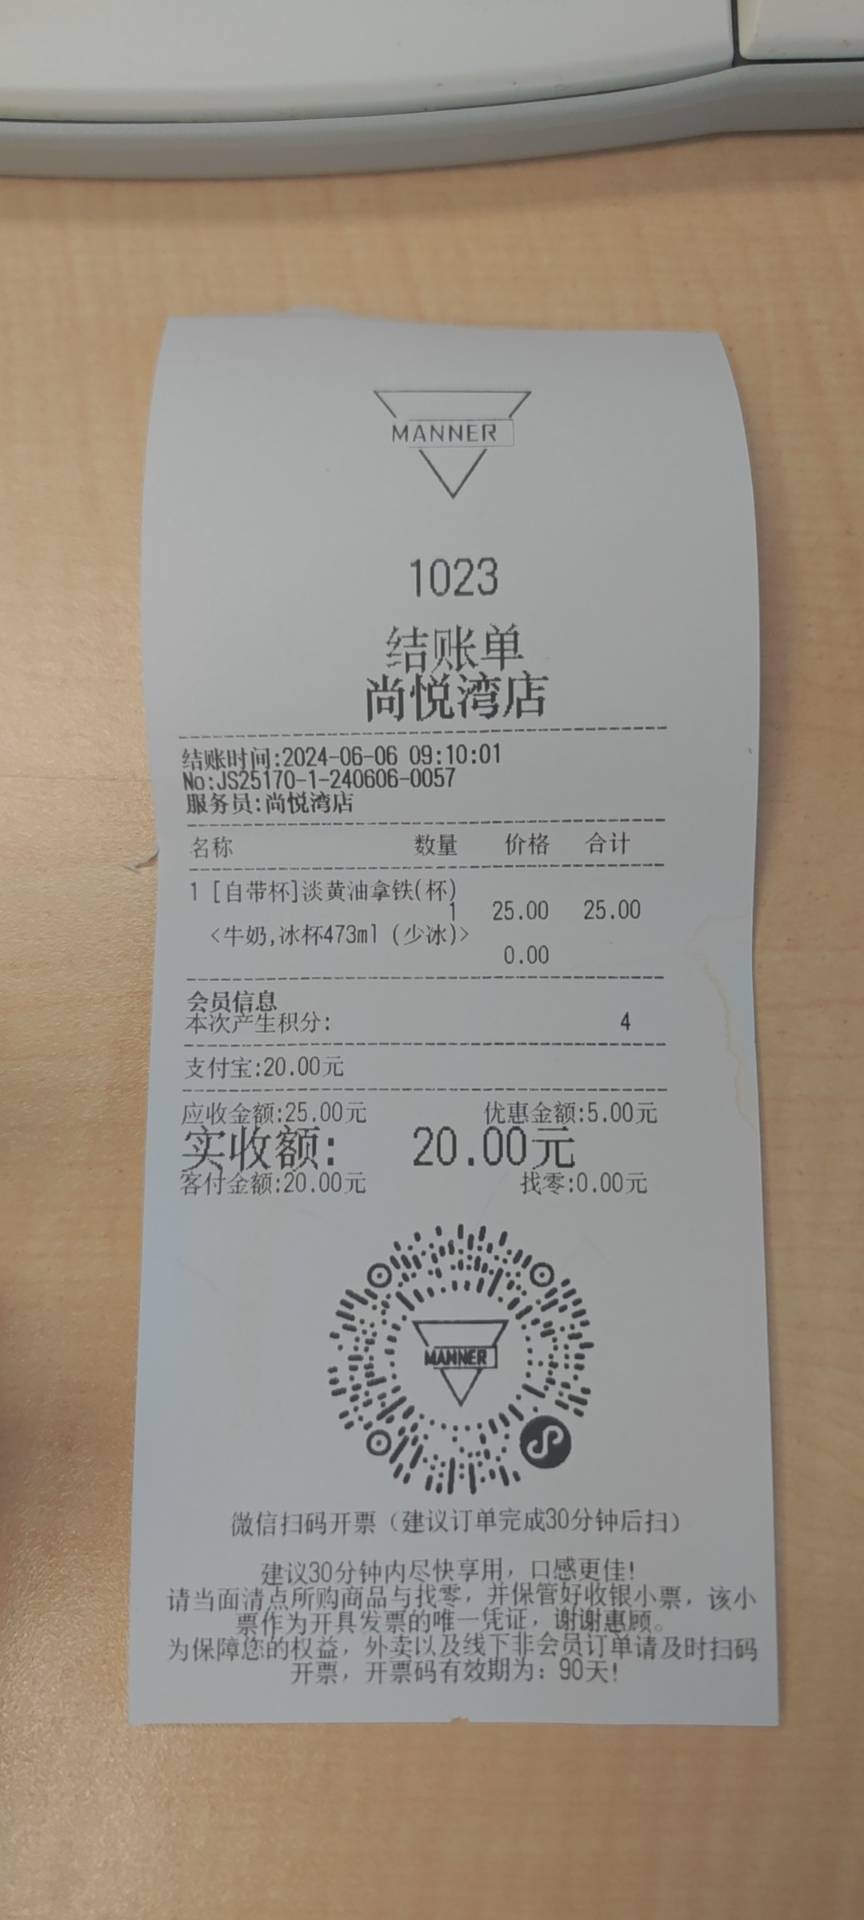 MANNER
1023
结账单
尚悦湾店
结账时间:2024-06-06 09:10:01
No:JS25170-1-240606-0057
服务员:尚悦湾店
名称 数量 价格 合计
1 [自带杯]淡黄油拿铁(杯)
1 25.00 25.00
<牛奶,冰杯473ml (少冰)>
0.00
会员信息
本次产生积分: 4
支付宝:20.00元
应收金额:25.00元 优惠金额:5.00元
实收额: 20.00元
客付金额:20.00元 找零:0.00元
MANNER
微信扫码开票（建议订单完成30分钟后扫）
建议30分钟内尽快享用，口感更佳!
请当面清点所购商品与找零，并保管好收银小票，该小
票作为开具发票的唯一凭证，谢谢惠顾。
为保障您的权益，外卖以及线下非会员订单请及时扫码
开票，开票码有效期为：90天!